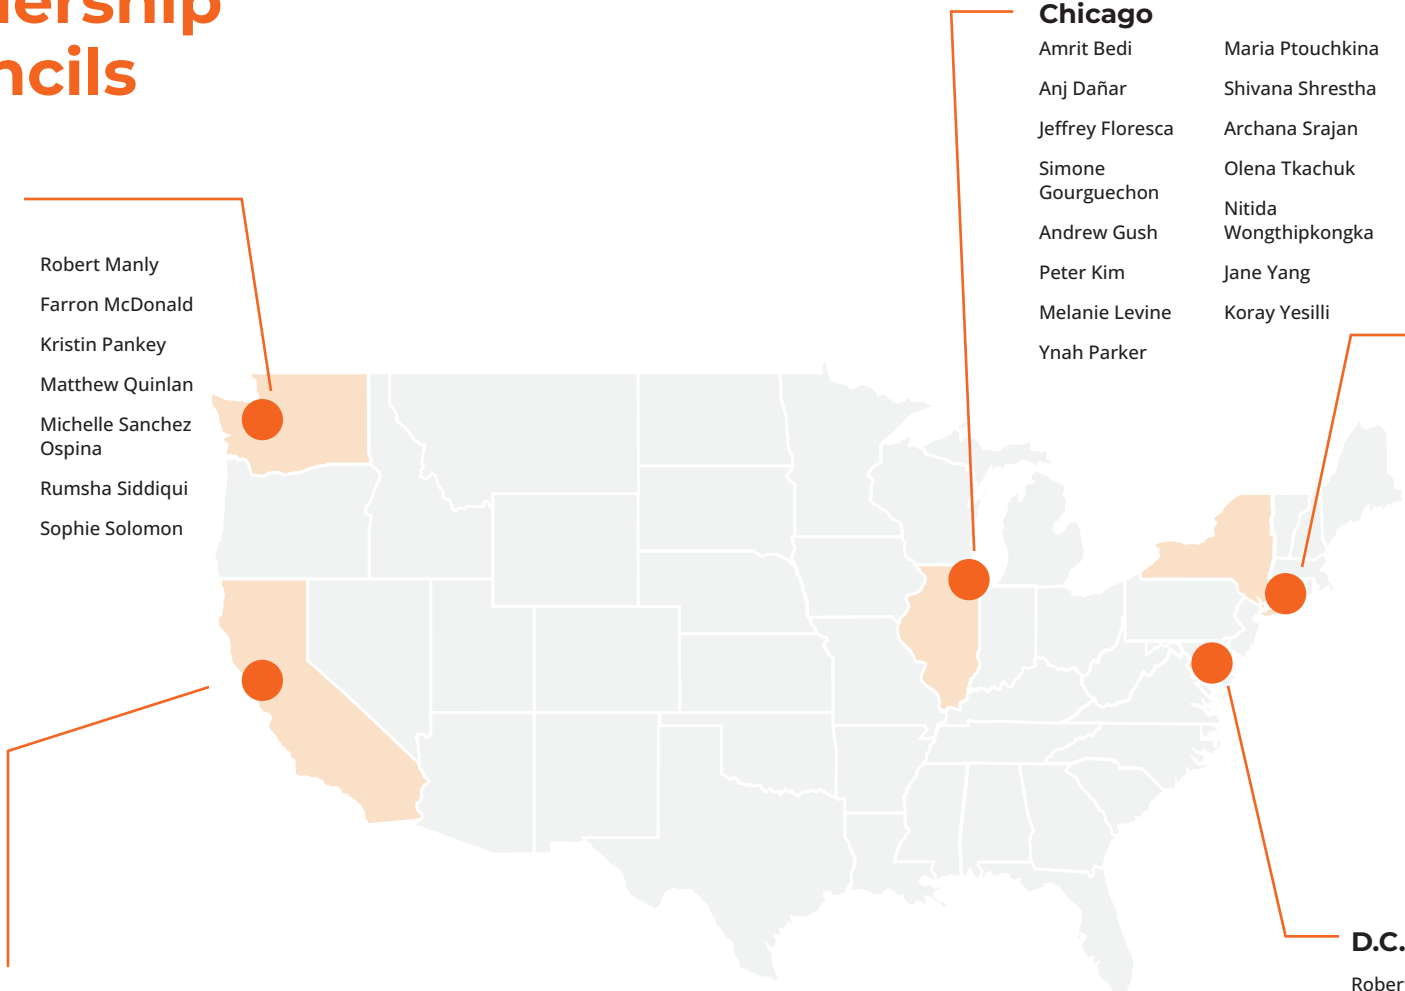 ership
ncils
Robert Manly
Farron McDonald
Kristin Pankey
Matthew Quinlan
Michelle Sanchez
Ospina
Rumsha Siddiqui
Sophie Solomon
Chicago
Amrit Bedi
Anj Dañar
Jeffrey Floresca
Simone
Gourguechon
Andrew Gush
Peter Kim
Melanie Levine
Ynah Parker
Maria Ptouchkina
Shivana Shrestha
Archana Srajan
Olena Tkachuk
Nitida
Wongthipkongka
Jane Yang
Koray Yesilli
D.C.
Robert